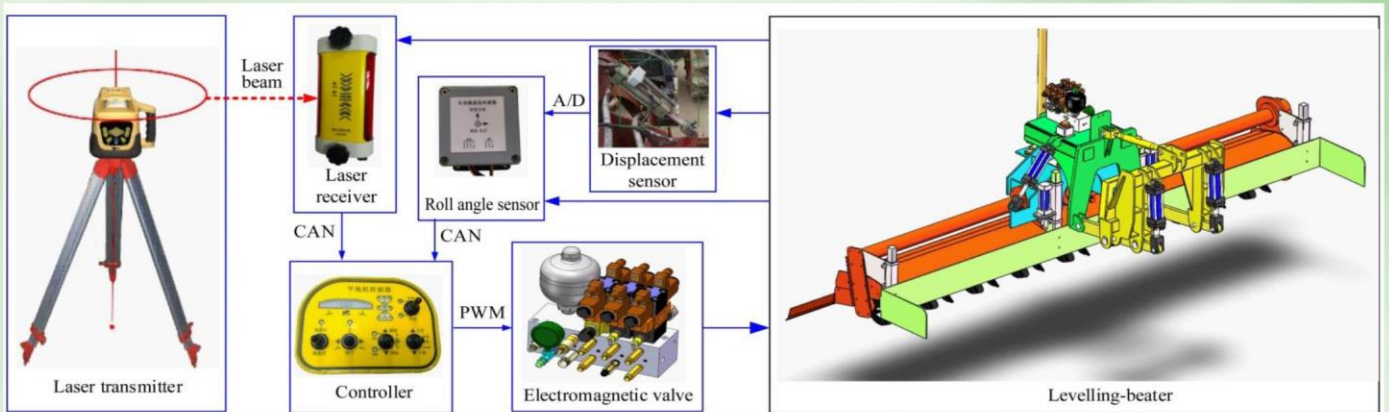 Laser
beam
Laser
receiver
A/D
Displacement
sensor
Roll angle sensor
CAN
CAN
PWM
Laser transmitter
Controller
Electromagnetic valve
Levelling-beater